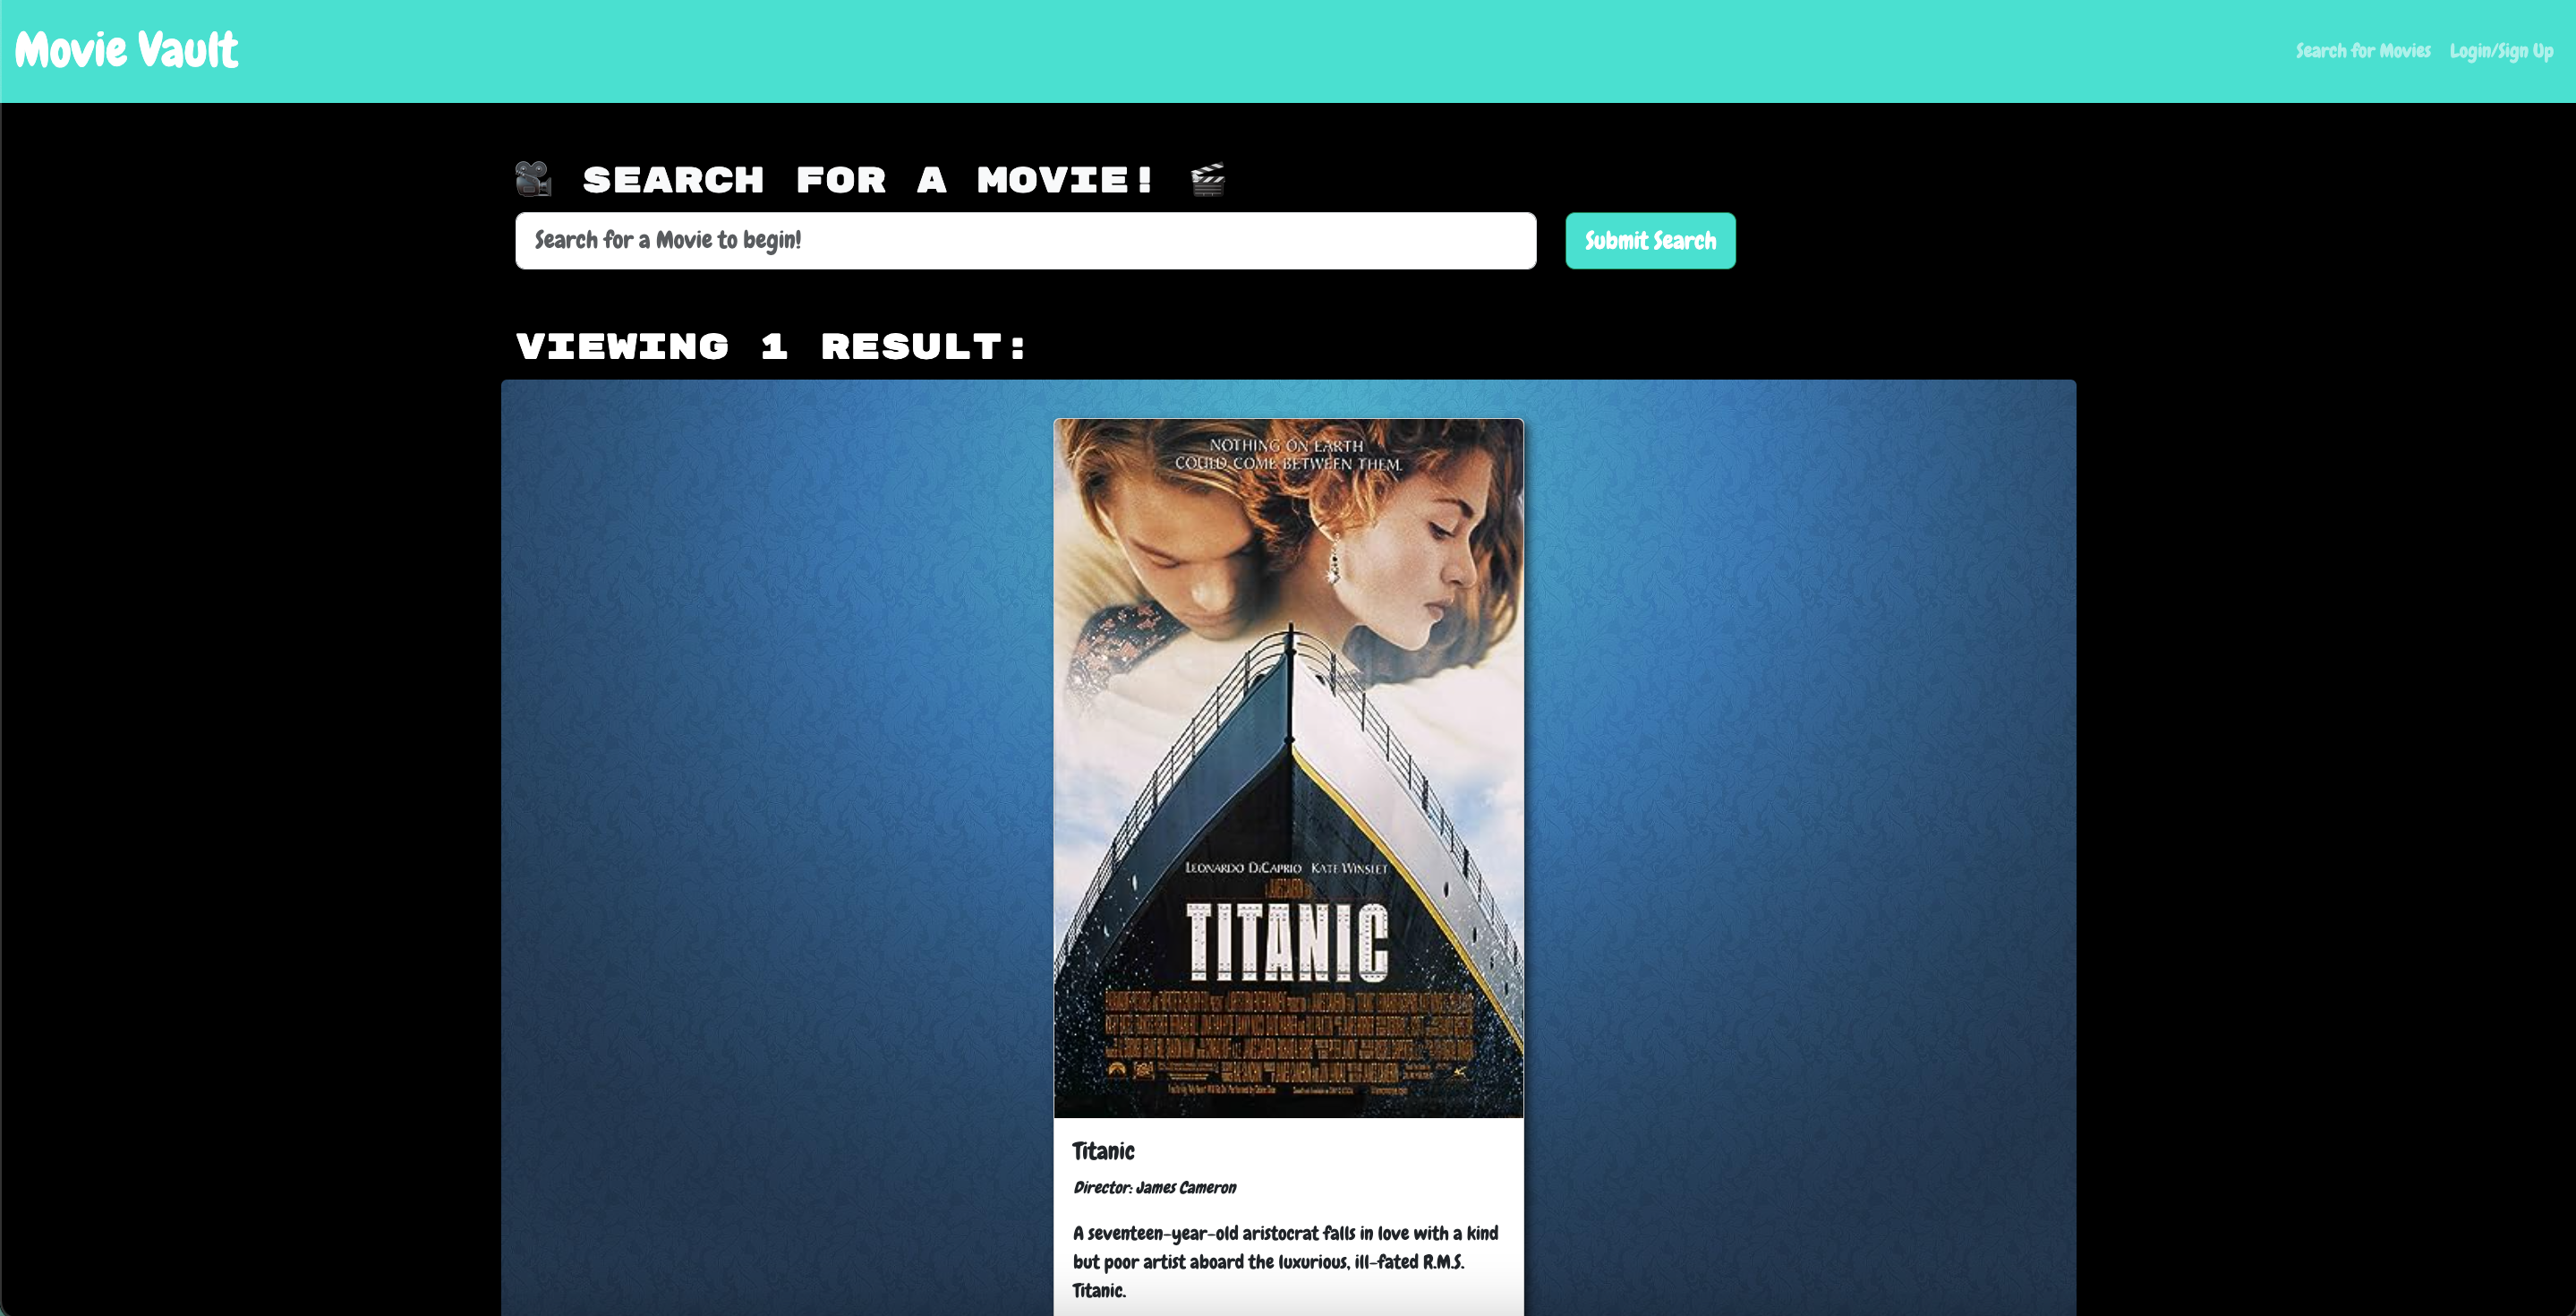 Movie Vault
Search for Movies
Login/Sign Up
🎥 SEARCH FOR A MOVIE! 🎬
Search for a Movie to begin!
Submit Search
VIEWING 1 RESULT:
NOTHING ON EARTH
COULD COME BETWEEN THEM.
LEONARDO DiCAPRIO KATE WINSLET
TITANIC
Titanic
Director: James Cameron
A seventeen-year-old aristocrat falls in love with a kind
but poor artist aboard the luxurious, ill-fated R.M.S.
Titanic.